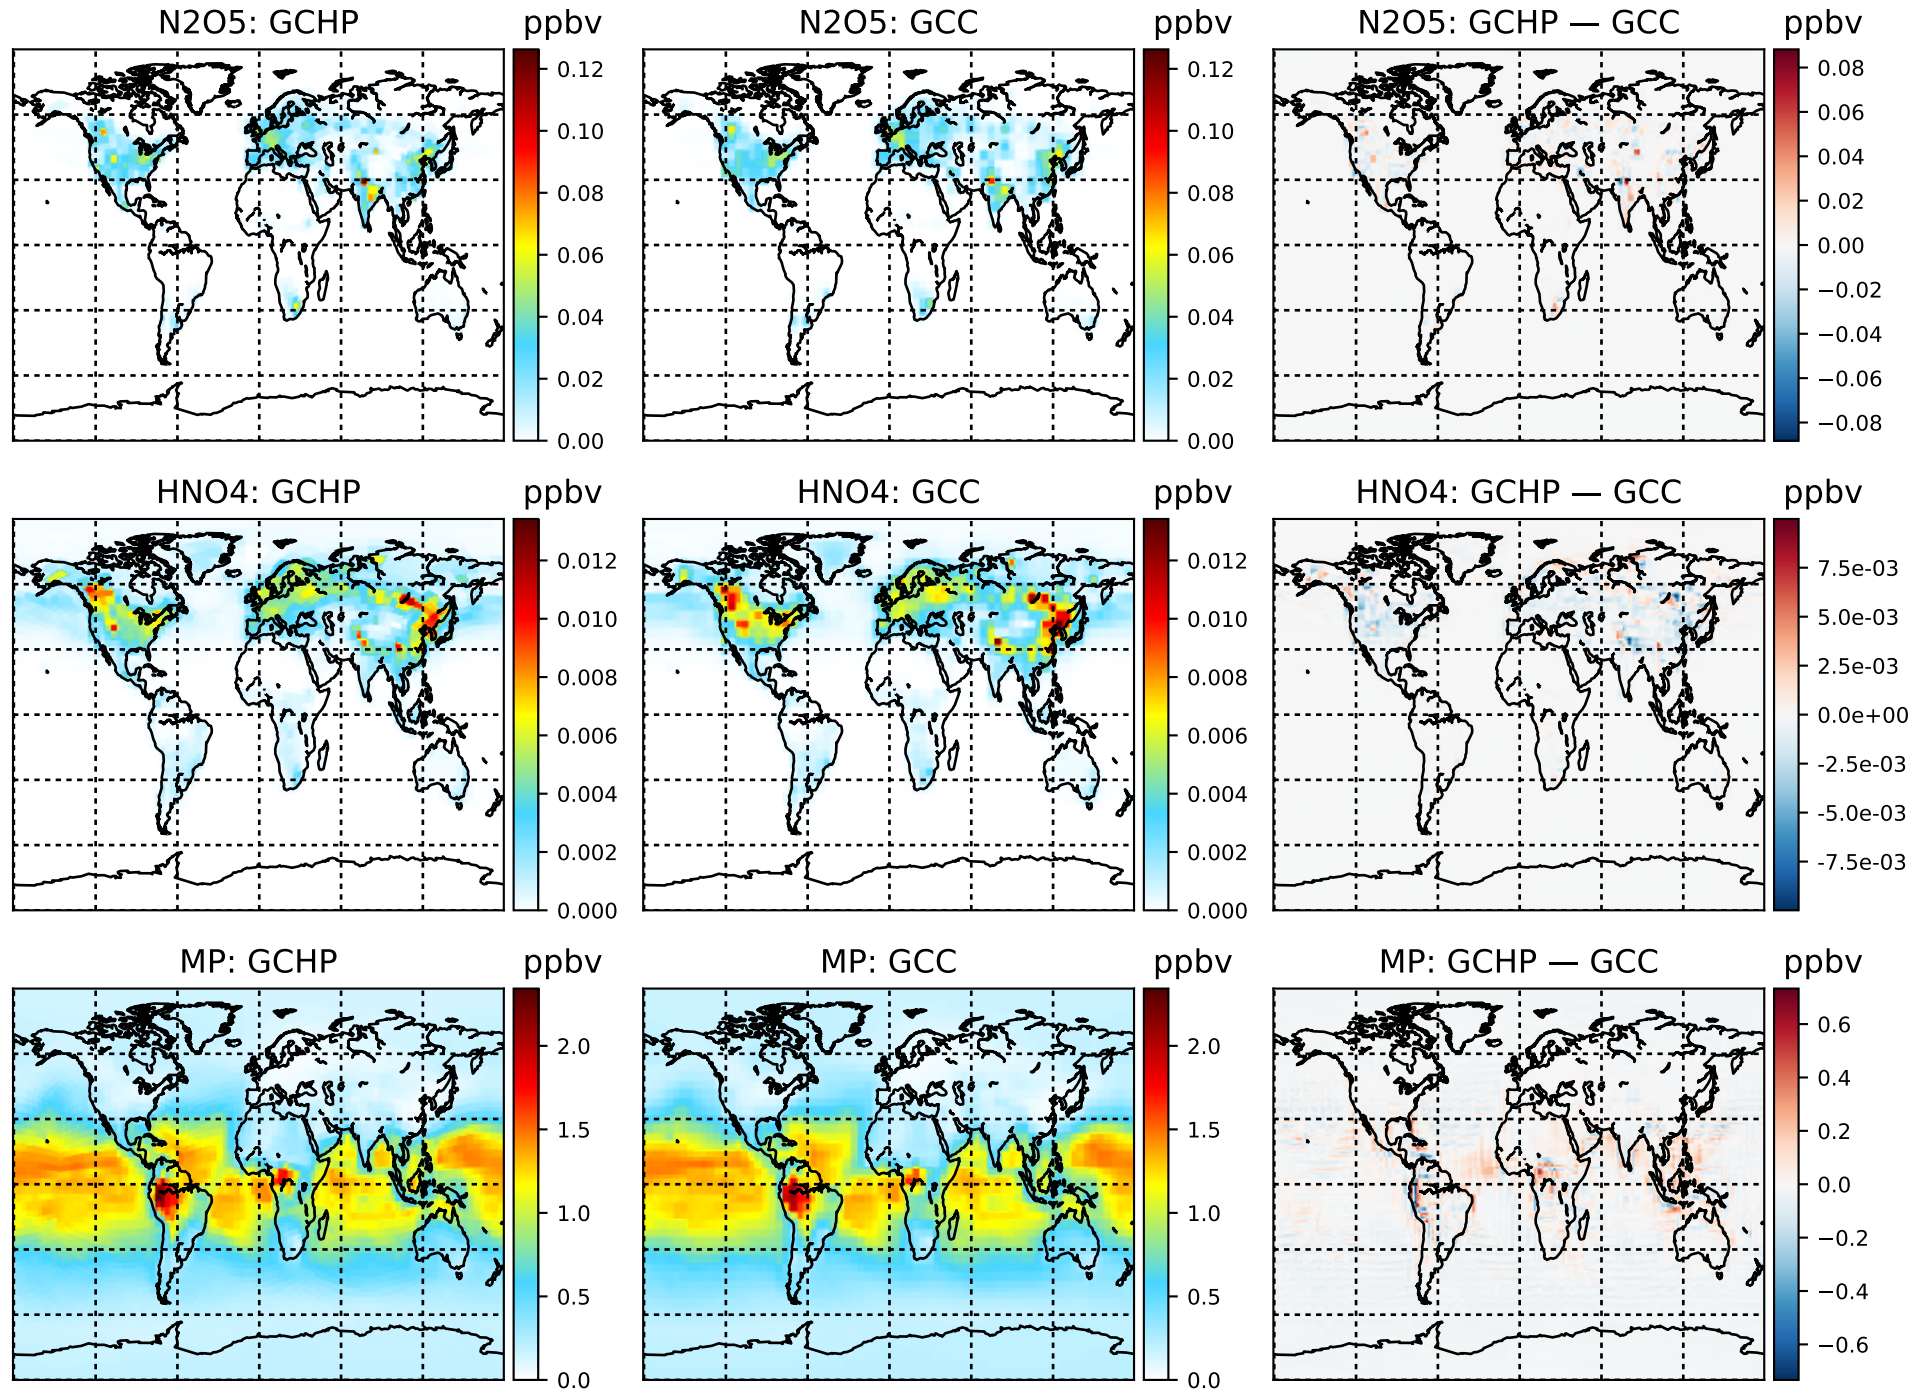 N2O5: GCHP ppbv N2O5: GCC ppbv N2O5: GCHP — GCC ppbv
0.12 0.12 0.08
0.10 0.10 0.06
0.08 0.08 0.04
0.06 0.06 0.02
0.04 0.04 0.00
0.02 0.02 −0.02
0.00 0.00 −0.04
−0.06
−0.08
HNO4: GCHP ppbv HNO4: GCC ppbv HNO4: GCHP — GCC ppbv
0.012 0.012 7.5e-03
0.010 0.010 5.0e-03
0.008 0.008 2.5e-03
0.006 0.006 0.0e+00
0.004 0.004 -2.5e-03
0.002 0.002 -5.0e-03
0.000 0.000 -7.5e-03
MP: GCHP ppbv MP: GCC ppbv MP: GCHP — GCC ppbv
2.0 2.0 0.6
1.5 1.5 0.4
1.0 1.0 0.2
0.5 0.5 0.0
0.0 0.0 −0.2
−0.4
−0.6